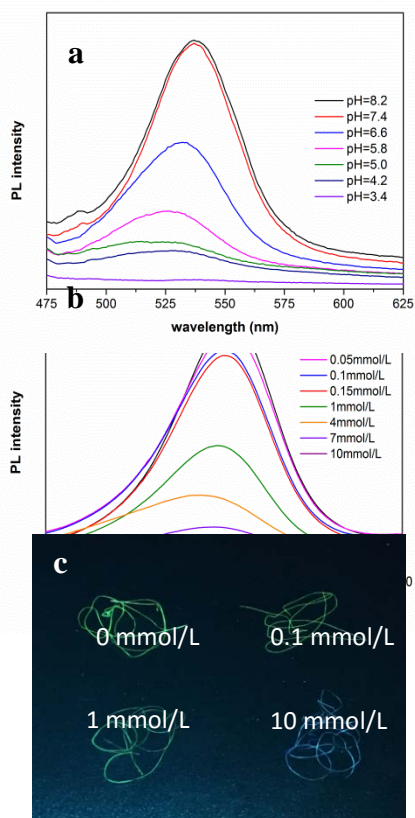 a
PL intensity
pH=8.2
pH=7.4
pH=6.6
pH=5.8
pH=5.0
pH=4.2
pH=3.4
475 500 525 550 575 600 625
b
wavelength (nm)
PL intensity
0.05mmol/L
0.1mmol/L
0.15mmol/L
1mmol/L
4mmol/L
7mmol/L
10mmol/L
0
c
0 mmol/L
0.1 mmol/L
1 mmol/L
10 mmol/L